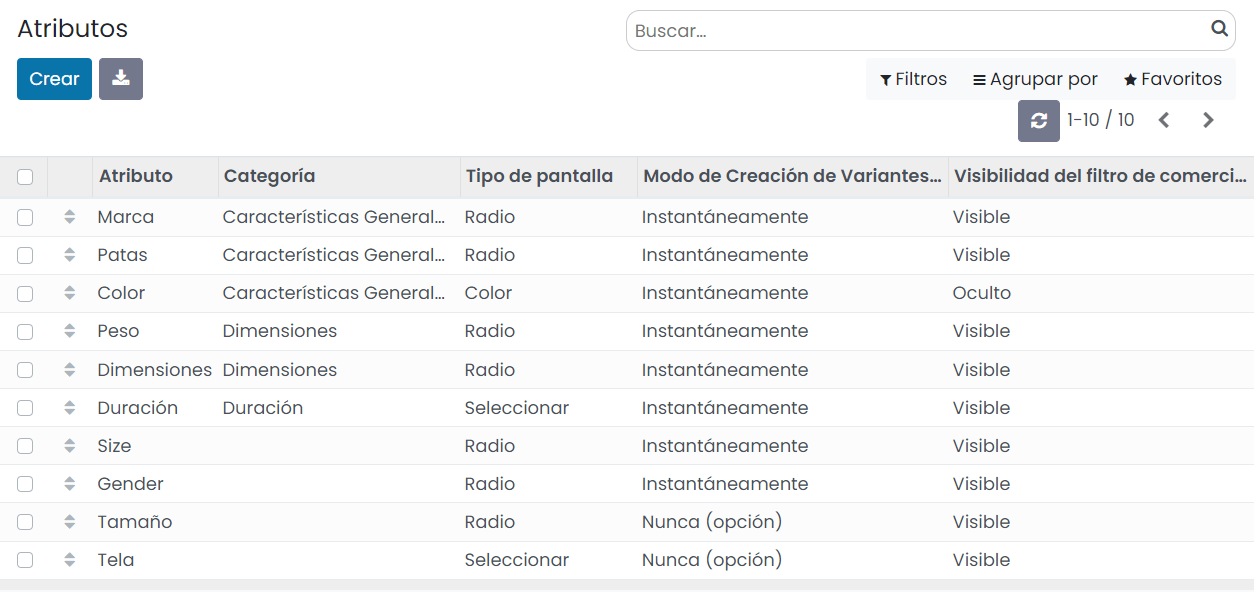 Atributos
Buscar...
Crear
Filtros Agrupar por Favoritos
1-10 / 10
Atributo Categoría Tipo de pantalla Modo de Creación de Variantes... Visibilidad del filtro de comerci...
Marca Características General... Radio Instantáneamente Visible
Patas Características General... Radio Instantáneamente Visible
Color Características General... Color Instantáneamente Oculto
Peso Dimensiones Radio Instantáneamente Visible
Dimensiones Dimensiones Radio Instantáneamente Visible
Duración Duración Seleccionar Instantáneamente Visible
Size Radio Instantáneamente Visible
Gender Radio Instantáneamente Visible
Tamaño Radio Nunca (opción) Visible
Tela Seleccionar Nunca (opción) Visible